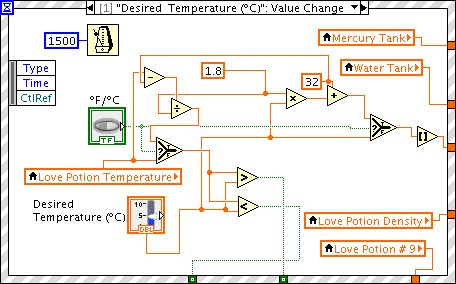 [1] "Desired Temperature (°C)": Value Change
1500
Mercury Tank
1.8
Water Tank
Type
Time
CtlRef
32
°F/°C
TF
Love Potion Temperature
Desired
Temperature (°C)
10
5
DBL
Love Potion Density
Love Potion # 9